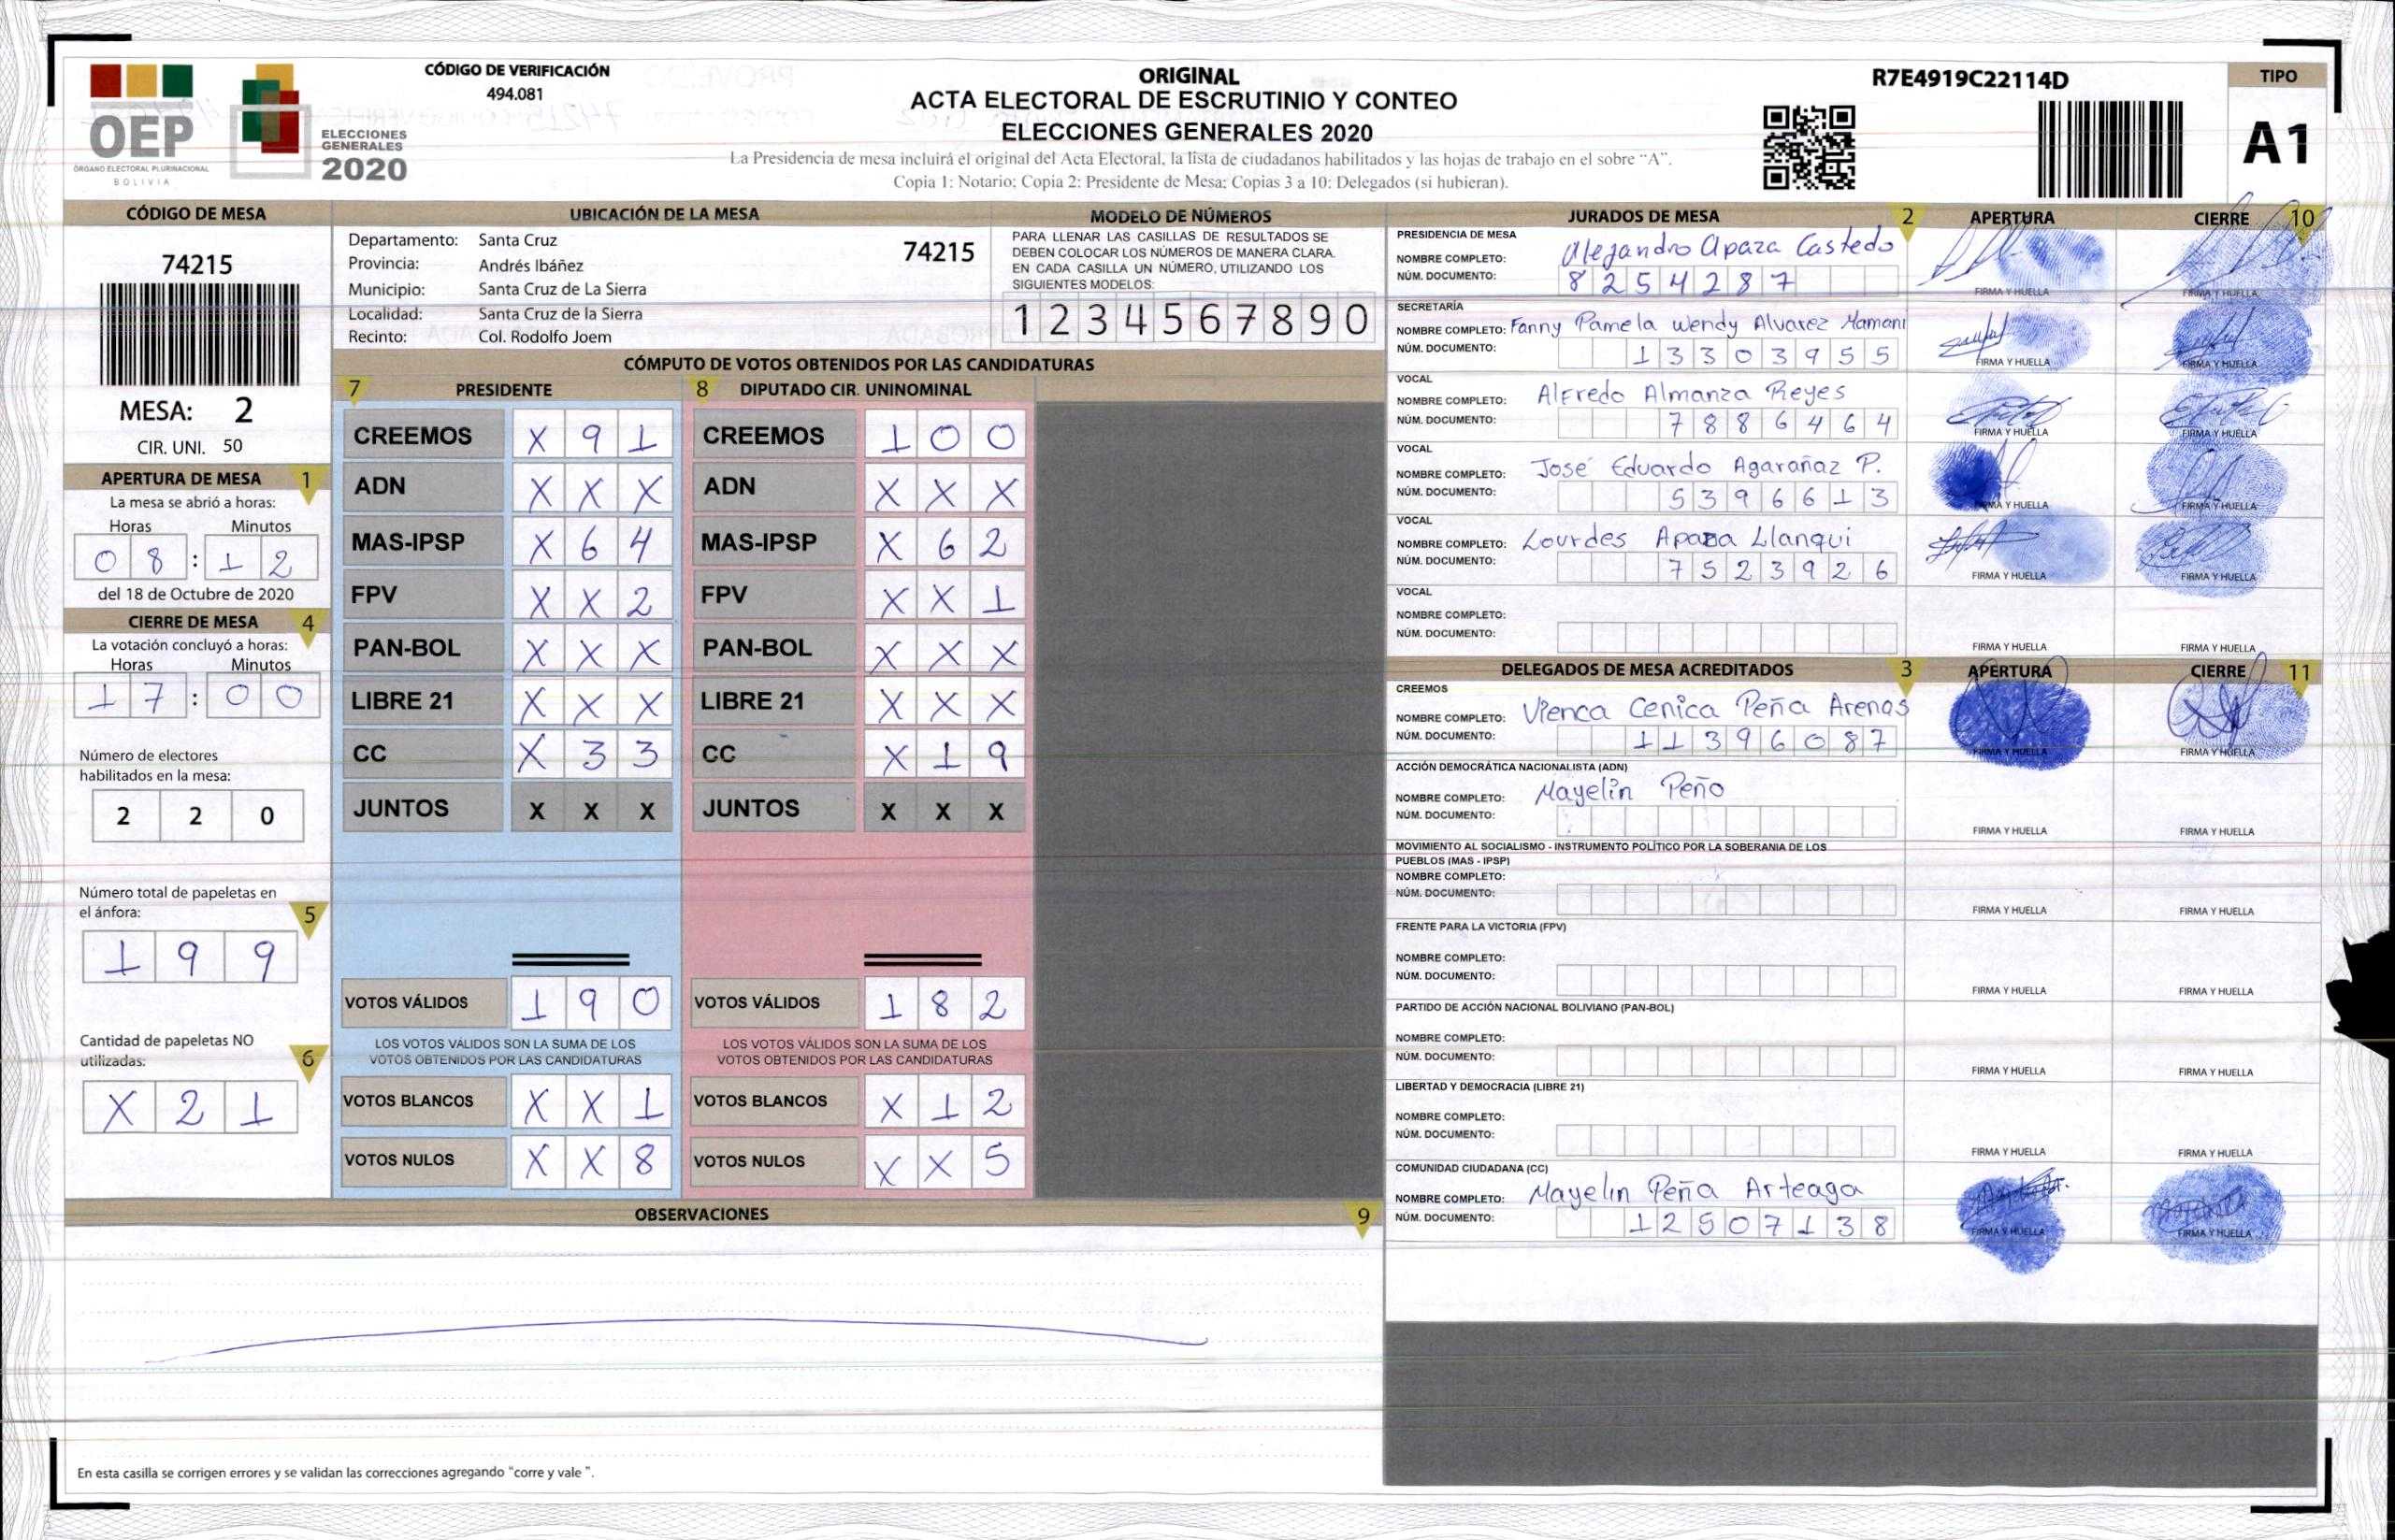 OEP
ÓRGANO ELECTORAL PLURINACIONAL
BOLIVIA
ELECCIONES
GENERALES
2020
CÓDIGO DE VERIFICACIÓN
494.081
ORIGINAL
ACTA ELECTORAL DE ESCRUTINIO Y CONTEO
ELECCIONES GENERALES 2020
La Presidencia de mesa incluirá el original del Acta Electoral, la lista de ciudadanos habilitados y las hojas de trabajo en el sobre "A".
Copia 1: Notario; Copia 2: Presidente de Mesa; Copias 3 a 10: Delegados (si hubieran).
R7E4919C22114D
TIPO
A1
CÓDIGO DE MESA
74215
MESA: 2
CIR. UNI. 50
APERTURA DE MESA 1
La mesa se abrió a horas:
Horas Minutos
0 8 : 1 2
del 18 de Octubre de 2020
CIERRE DE MESA 4
La votación concluyó a horas:
Horas Minutos
1 7 : 0 0
Número de electores
habilitados en la mesa:
2 2 0
Número total de papeletas en
el ánfora: 5
1 9 9
Cantidad de papeletas NO
utilizadas: 6
X 2 1
UBICACIÓN DE LA MESA
Departamento: Santa Cruz 74215
Provincia: Andrés Ibáñez
Municipio: Santa Cruz de La Sierra
Localidad: Santa Cruz de la Sierra
Recinto: Col. Rodolfo Joem
MODELO DE NÚMEROS
PARA LLENAR LAS CASILLAS DE RESULTADOS SE
DEBEN COLOCAR LOS NÚMEROS DE MANERA CLARA.
EN CADA CASILLA UN NÚMERO, UTILIZANDO LOS
SIGUIENTES MODELOS:
1 2 3 4 5 6 7 8 9 0
CÓMPUTO DE VOTOS OBTENIDOS POR LAS CANDIDATURAS
7 PRESIDENTE 8 DIPUTADO CIR. UNINOMINAL
CREEMOS X 9 1 CREEMOS 1 0 0
ADN X X X ADN X X X
MAS-IPSP X 6 4 MAS-IPSP X 6 2
FPV X X 2 FPV X X 1
PAN-BOL X X X PAN-BOL X X X
LIBRE 21 X X X LIBRE 21 X X X
CC X 3 3 CC X 1 9
JUNTOS X X X JUNTOS X X X
VOTOS VÁLIDOS 1 9 0 VOTOS VÁLIDOS 1 8 2
LOS VOTOS VÁLIDOS SON LA SUMA DE LOS LOS VOTOS VÁLIDOS SON LA SUMA DE LOS
VOTOS OBTENIDOS POR LAS CANDIDATURAS VOTOS OBTENIDOS POR LAS CANDIDATURAS
VOTOS BLANCOS X X 1 VOTOS BLANCOS X 1 2
VOTOS NULOS X X 8 VOTOS NULOS X X 5
OBSERVACIONES 9
En esta casilla se corrigen errores y se validan las correcciones agregando "corre y vale ".
JURADOS DE MESA 2 APERTURA CIERRE 10
PRESIDENCIA DE MESA
NOMBRE COMPLETO: Alejandro Apaza Castedo
NÚM. DOCUMENTO: 8 2 5 4 2 8 7
FIRMA Y HUELLA FIRMA Y HUELLA
SECRETARÍA
NOMBRE COMPLETO: Fanny Pamela Wendy Alvarez Mamani
NÚM. DOCUMENTO: 1 3 3 0 3 9 5 5
FIRMA Y HUELLA FIRMA Y HUELLA
VOCAL
NOMBRE COMPLETO: Alfredo Almanza Reyes
NÚM. DOCUMENTO: 7 8 8 6 4 6 4
FIRMA Y HUELLA FIRMA Y HUELLA
VOCAL
NOMBRE COMPLETO: José Eduardo Agarañaz P.
NÚM. DOCUMENTO: 5 3 9 6 6 1 3
FIRMA Y HUELLA FIRMA Y HUELLA
VOCAL
NOMBRE COMPLETO: Lourdes Apaza Llanqui
NÚM. DOCUMENTO: 7 5 2 3 9 2 6
FIRMA Y HUELLA FIRMA Y HUELLA
VOCAL
NOMBRE COMPLETO:
NÚM. DOCUMENTO:
FIRMA Y HUELLA FIRMA Y HUELLA
DELEGADOS DE MESA ACREDITADOS 3 APERTURA CIERRE 11
CREEMOS
NOMBRE COMPLETO: Vienca Cenica Peña Arenas
NÚM. DOCUMENTO: 1 1 3 9 6 0 8 7
FIRMA Y HUELLA FIRMA Y HUELLA
ACCIÓN DEMOCRÁTICA NACIONALISTA (ADN)
NOMBRE COMPLETO: Mayelin Peño
NÚM. DOCUMENTO:
FIRMA Y HUELLA FIRMA Y HUELLA
MOVIMIENTO AL SOCIALISMO - INSTRUMENTO POLÍTICO POR LA SOBERANIA DE LOS
PUEBLOS (MAS - IPSP)
NOMBRE COMPLETO:
NÚM. DOCUMENTO:
FIRMA Y HUELLA FIRMA Y HUELLA
FRENTE PARA LA VICTORIA (FPV)
NOMBRE COMPLETO:
NÚM. DOCUMENTO:
FIRMA Y HUELLA FIRMA Y HUELLA
PARTIDO DE ACCIÓN NACIONAL BOLIVIANO (PAN-BOL)
NOMBRE COMPLETO:
NÚM. DOCUMENTO:
FIRMA Y HUELLA FIRMA Y HUELLA
LIBERTAD Y DEMOCRACIA (LIBRE 21)
NOMBRE COMPLETO:
NÚM. DOCUMENTO:
FIRMA Y HUELLA FIRMA Y HUELLA
COMUNIDAD CIUDADANA (CC)
NOMBRE COMPLETO: Mayelin Peña Arteaga
NÚM. DOCUMENTO: 1 2 5 0 7 1 3 8
FIRMA Y HUELLA FIRMA Y HUELLA